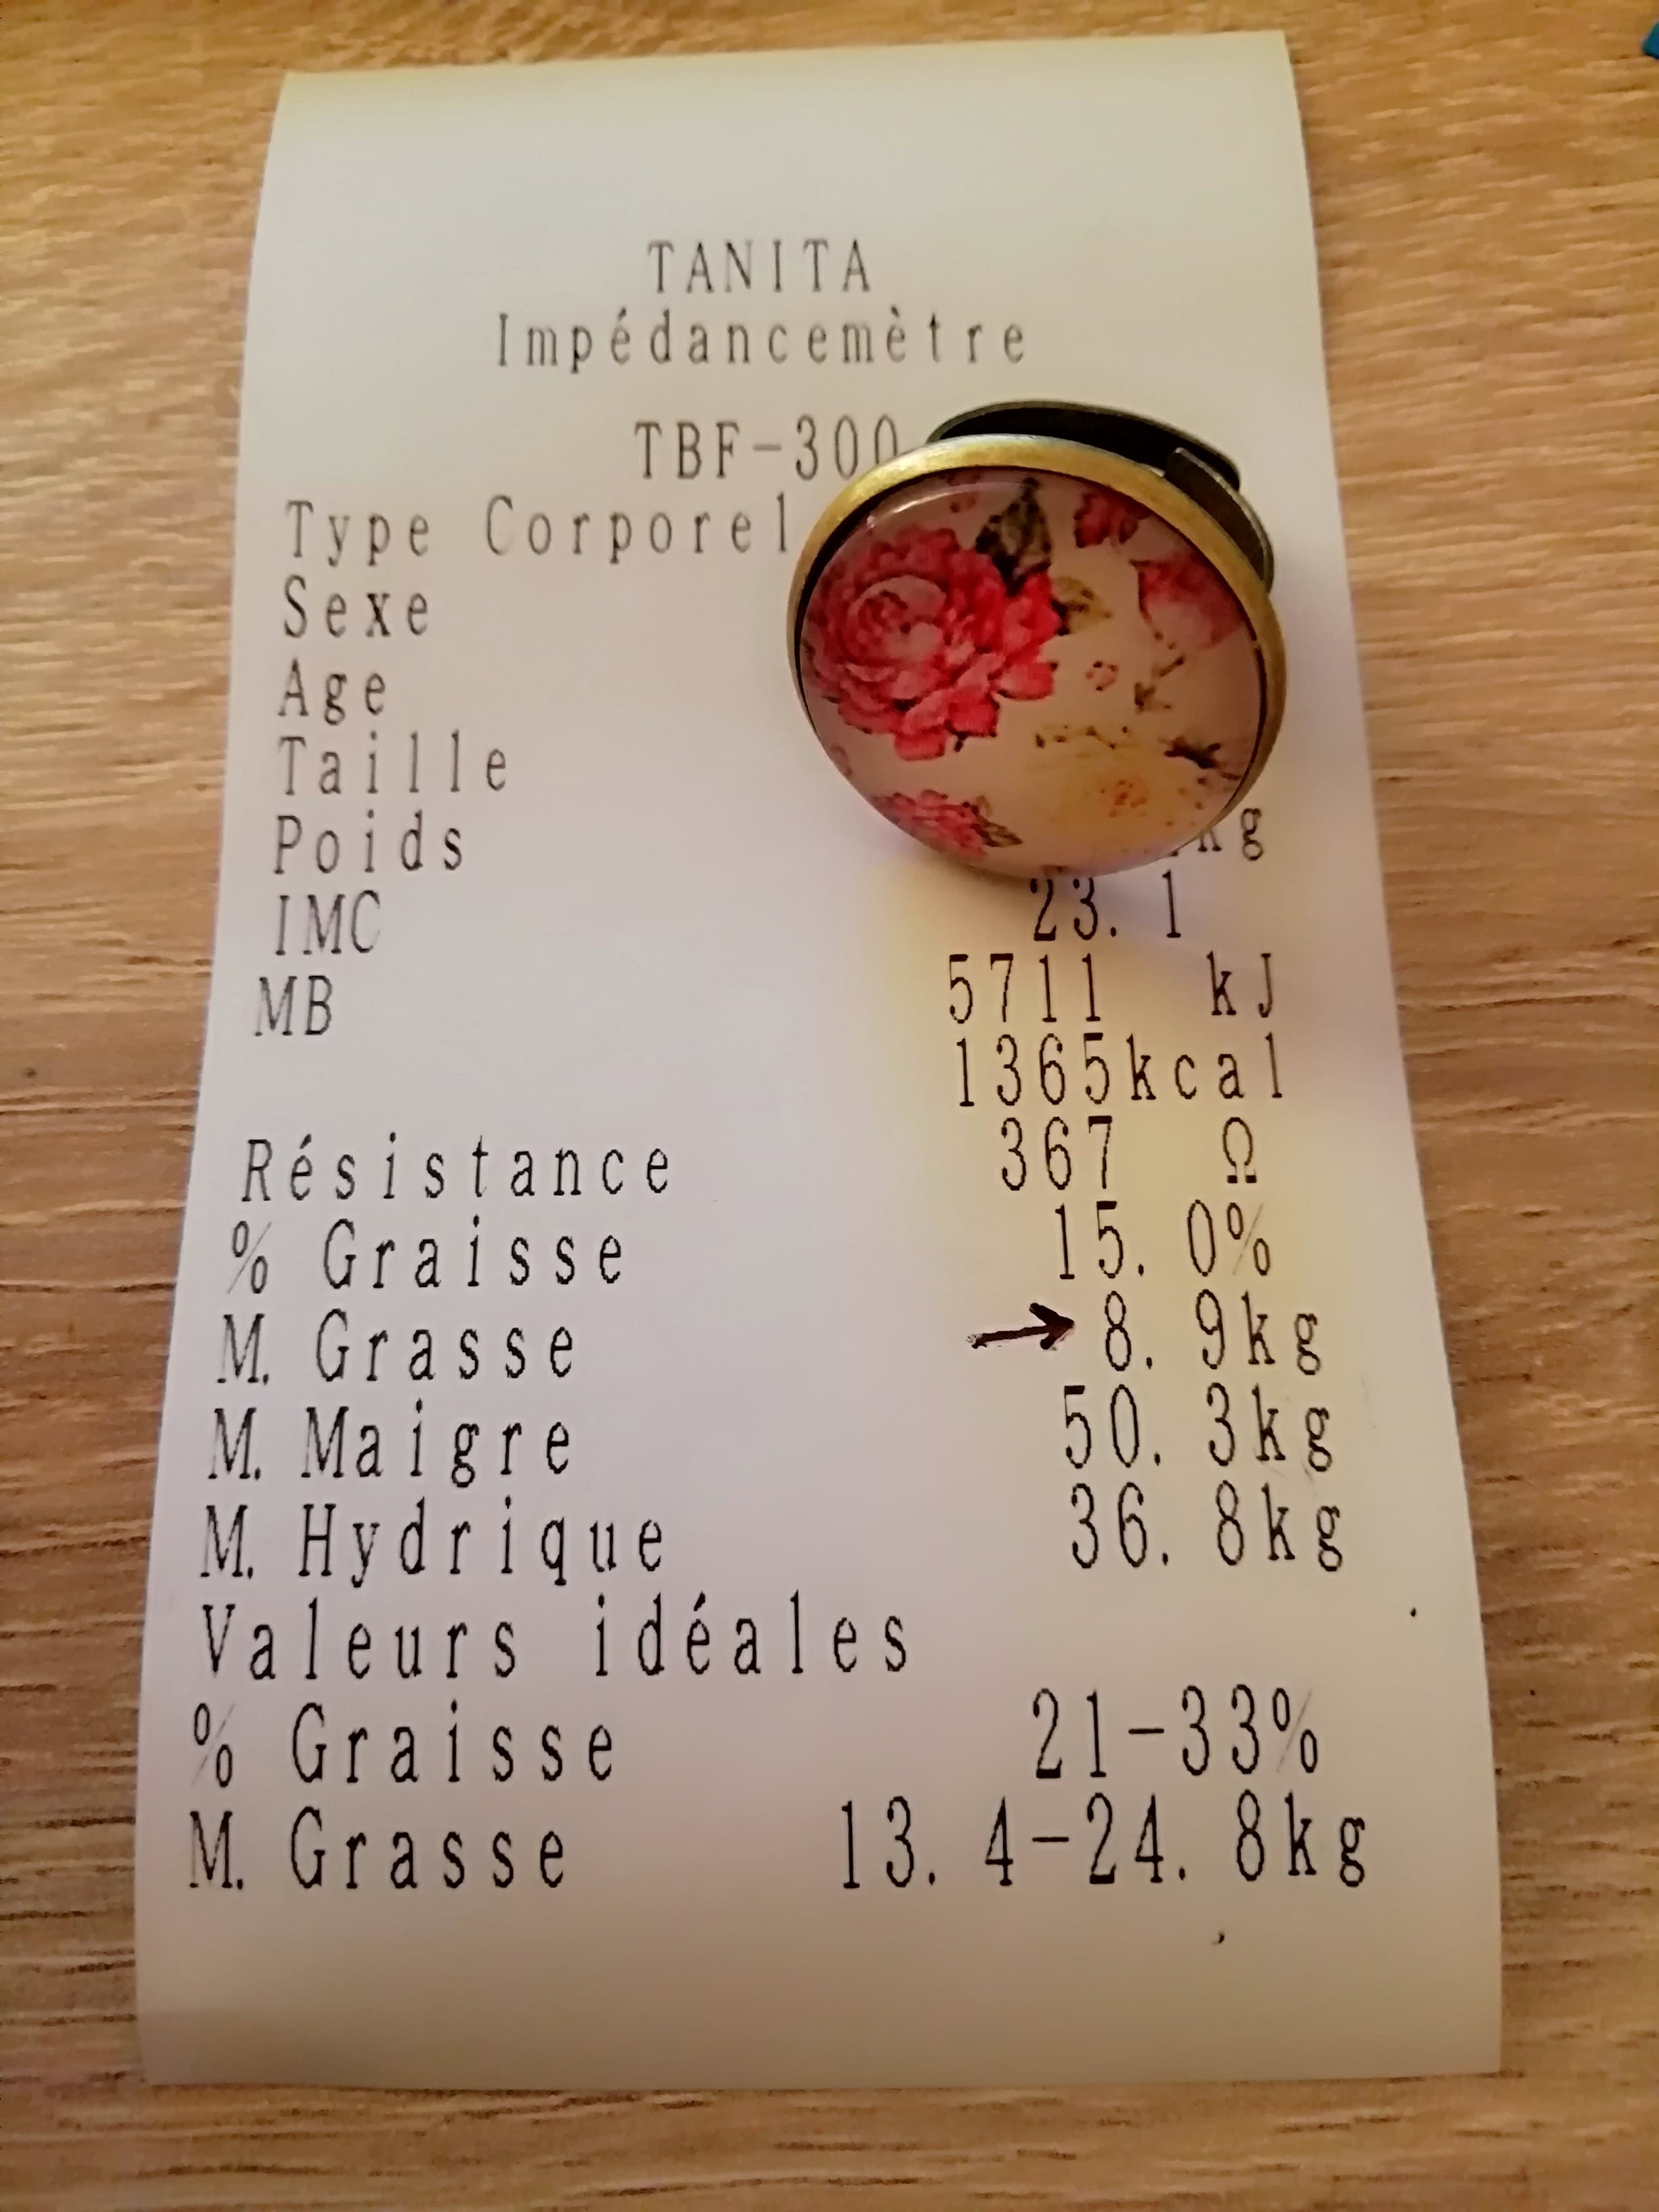 TANITA
Impédancemètre
TBF-300
Type Corporel
Sexe
Age
Taille
Poids kg
IMC 23.1
MB 5711 kJ
1365kcal
Résistance 367 Ω
% Graisse 15.0%
M. Grasse → 8.9kg
M. Maigre 50.3kg
M. Hydrique 36.8kg
Valeurs idéales
% Graisse 21-33%
M. Grasse 13.4-24.8kg